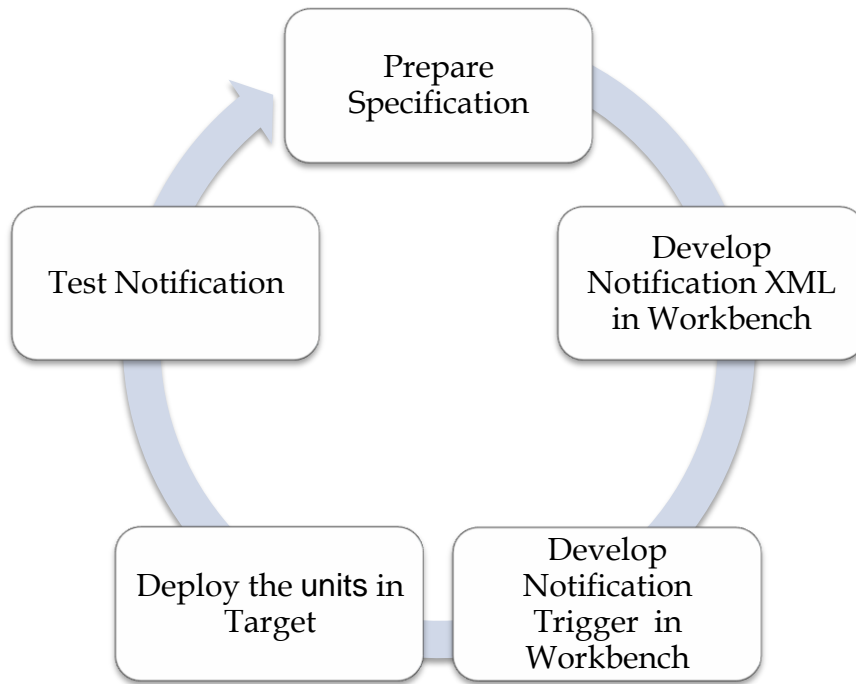 Prepare
Specification
Develop
Notification XML
in Workbench
Develop
Notification
Trigger in
Workbench
Deploy the units in
Target
Test Notification